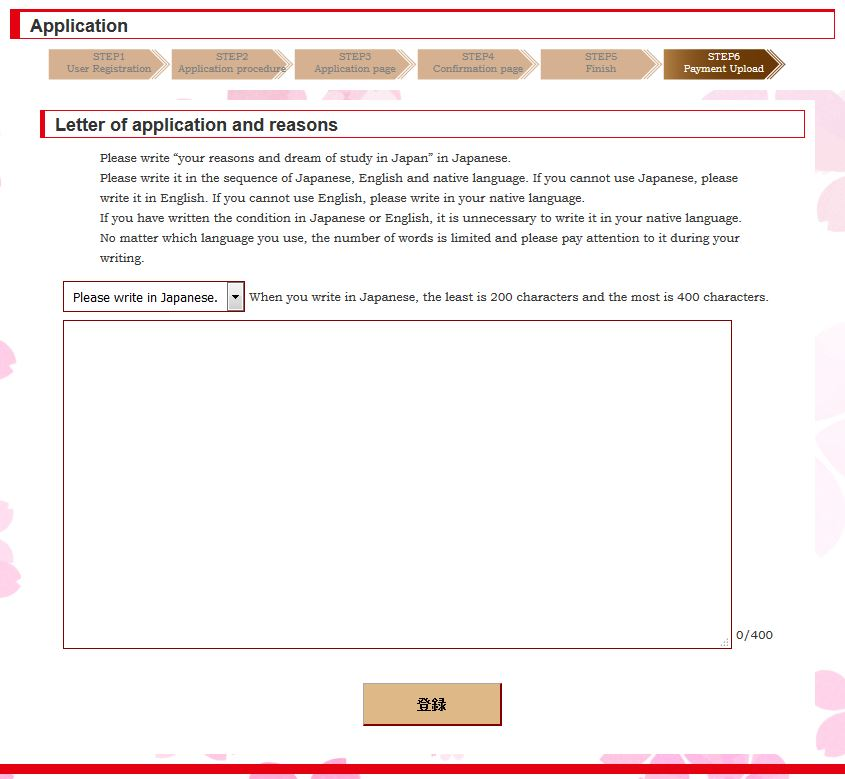 Application
STEP1
User Registration
STEP2
Application procedure
STEP3
Application page
STEP4
Confirmation page
STEP5
Finish
STEP6
Payment Upload
Letter of application and reasons
Please write “your reasons and dream of study in Japan” in Japanese.
Please write it in the sequence of Japanese, English and native language. If you cannot use Japanese, please
write it in English. If you cannot use English, please write in your native language.
If you have written the condition in Japanese or English, it is unnecessary to write it in your native language.
No matter which language you use, the number of words is limited and please pay attention to it during your
writing.
Please write in Japanese. When you write in Japanese, the least is 200 characters and the most is 400 characters.
0/400
登録